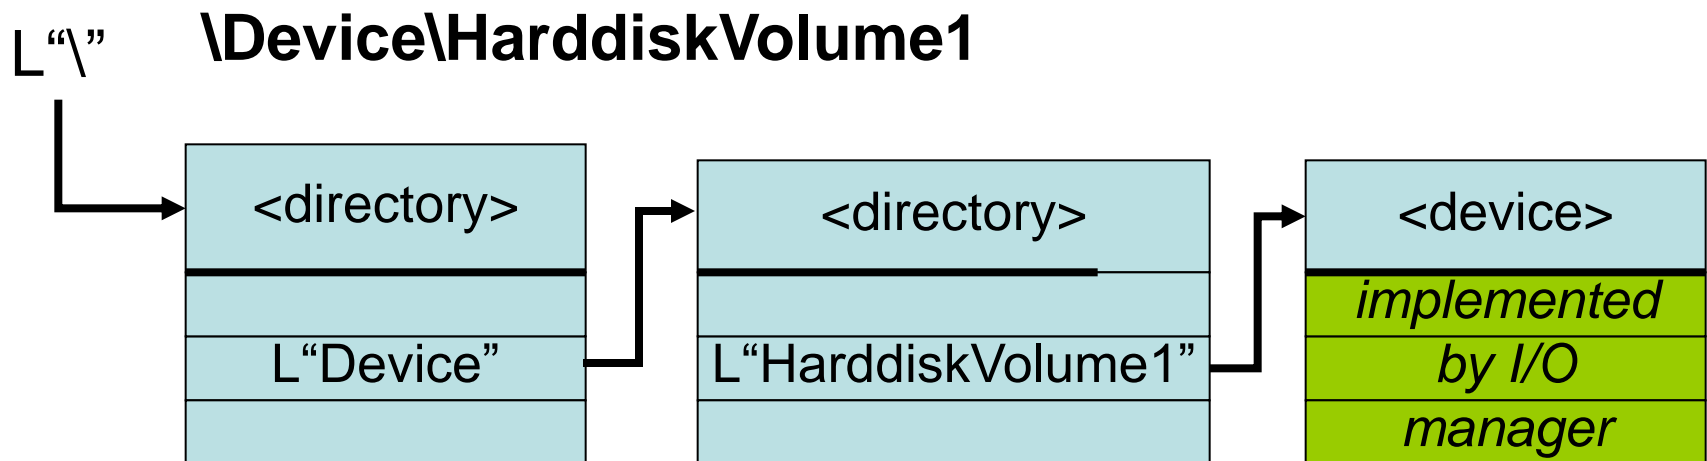 L“\” \Device\HarddiskVolume1
<directory>
<directory>
<device>
implemented
L“Device”
L“HarddiskVolume1”
by I/O
manager